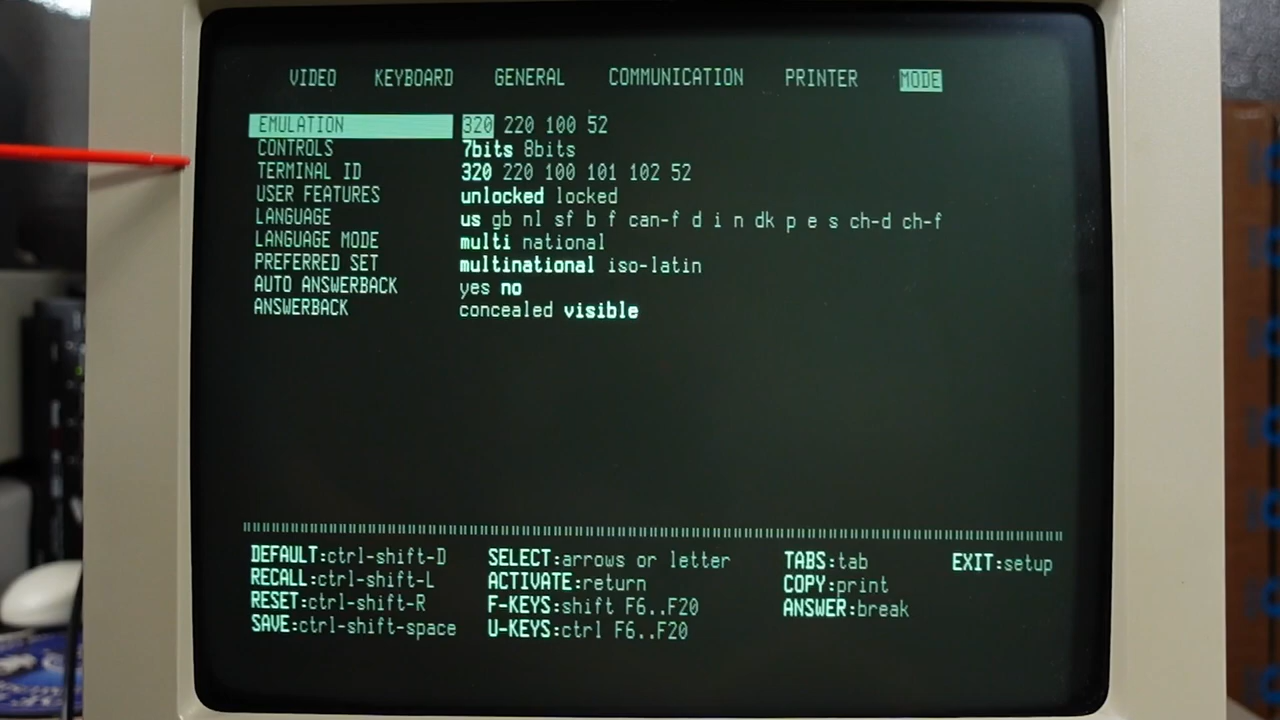 VIDEO KEYBOARD GENERAL COMMUNICATION PRINTER MODE
EMULATION 320 220 100 52
CONTROLS 7bits 8bits
TERMINAL ID 320 220 100 101 102 52
USER FEATURES unlocked locked
LANGUAGE us gb nl sf b f can-f d i n dk p e s ch-d ch-f
LANGUAGE MODE multi national
PREFERRED SET multinational iso-latin
AUTO ANSWERBACK yes no
ANSWERBACK concealed visible
DEFAULT:ctrl-shift-D SELECT:arrows or letter TABS:tab EXIT:setup
RECALL:ctrl-shift-L ACTIVATE:return COPY:print
RESET:ctrl-shift-R F-KEYS:shift F6..F20 ANSWER:break
SAVE:ctrl-shift-space U-KEYS:ctrl F6..F20